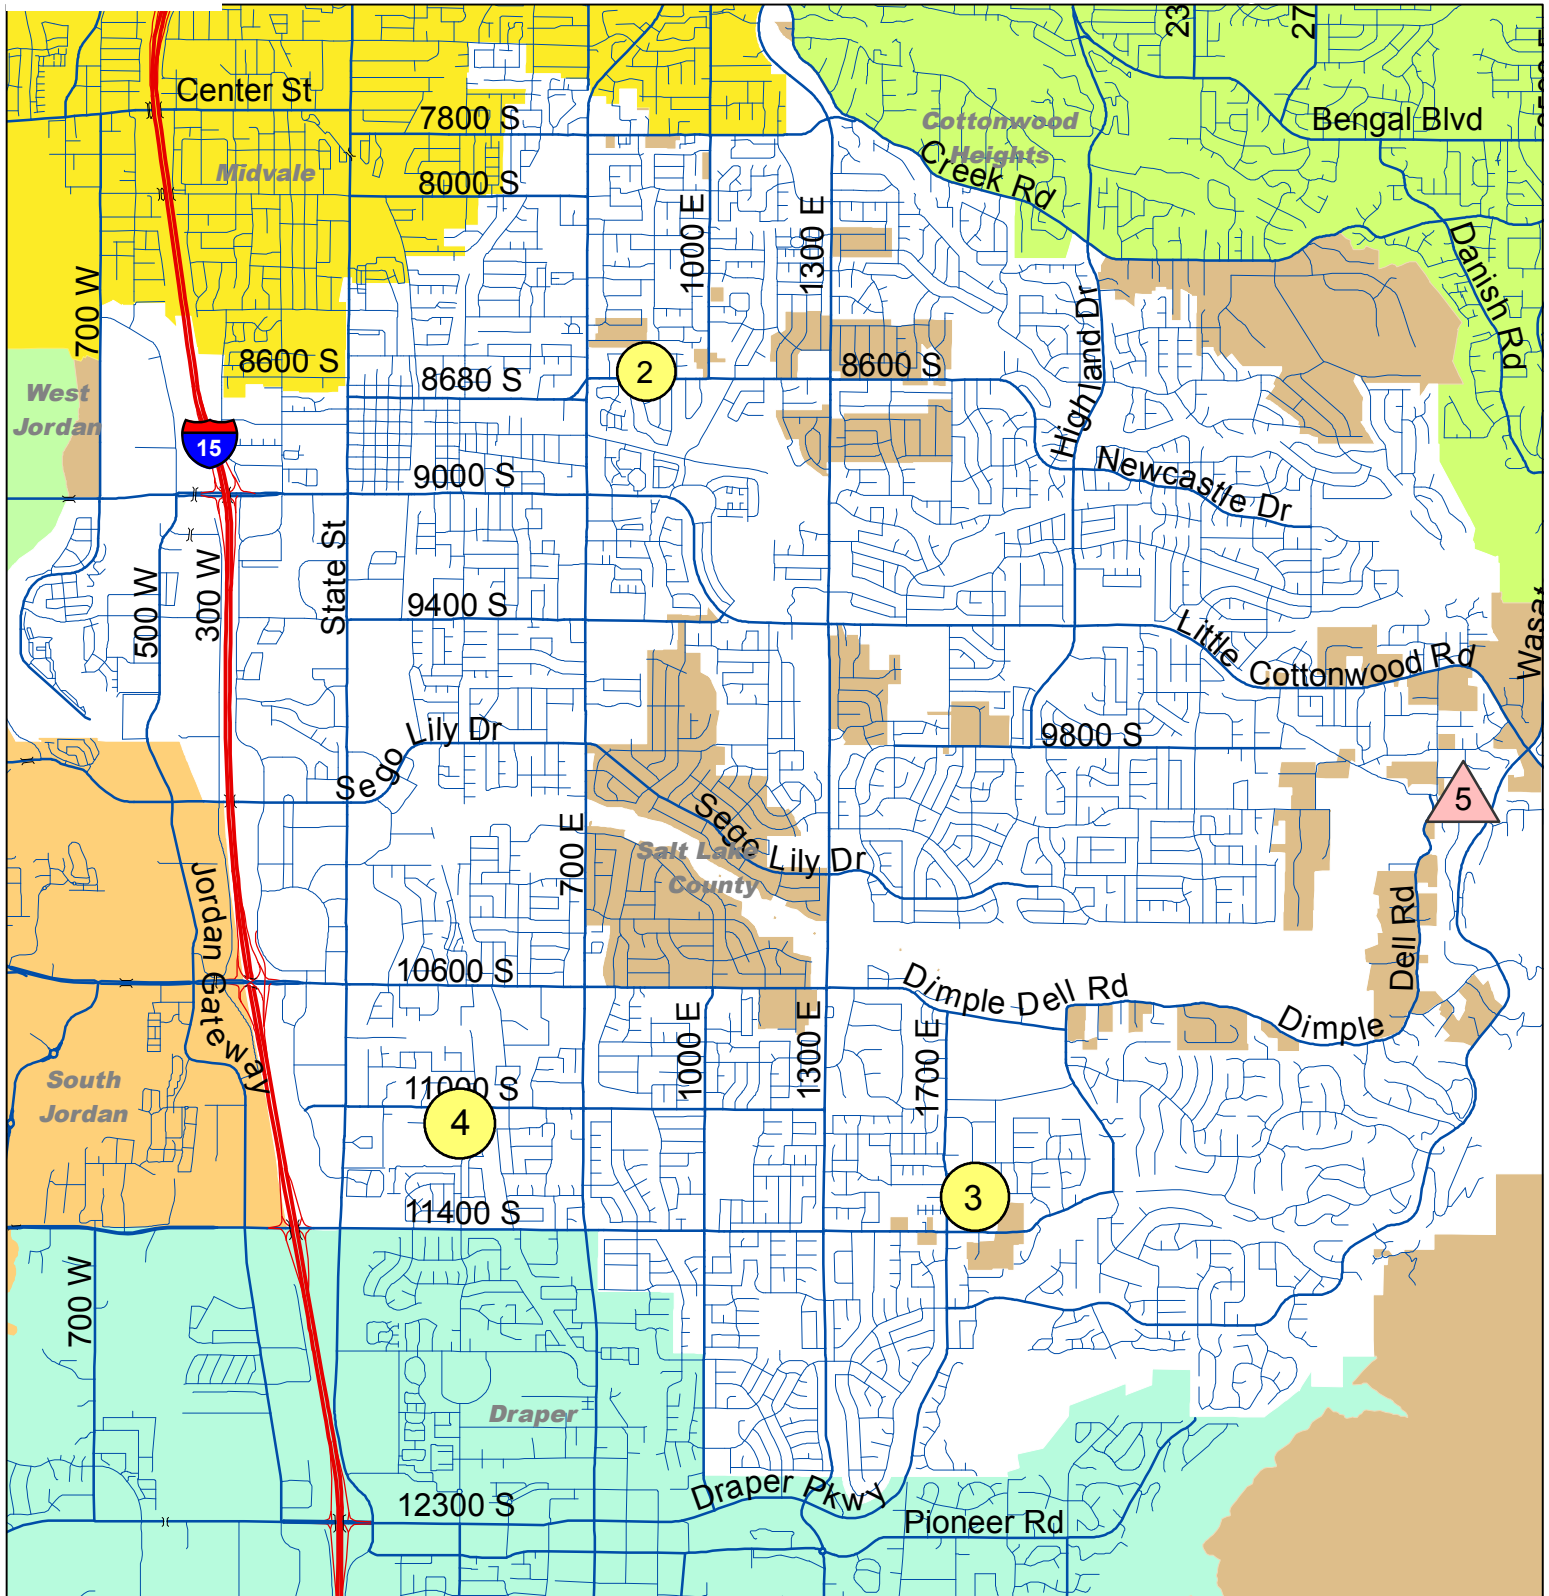 23
27
Center St
7800 S
Bengal Blvd
Cottonwood
Heights
Creek Rd
Midvale
8000 S
1000 E
1300 E
Danish Rd
700 W
Highland Dr
8600 S
8680 S
2
8600 S
West
Jordan
15
9000 S
Newcastle Dr
State St
300 W
500 W
9400 S
Little Cottonwood Rd
Sego Lily Dr
9800 S
5
700 E
Sego Lily Dr
Salt Lake
County
Jordan Gateway
Dell Rd
10600 S
Dimple Dell Rd
Dimple
1000 E
1300 E
1700 E
South
Jordan
11000 S
4
3
11400 S
700 W
Draper
12300 S
Draper Pkwy
Pioneer Rd